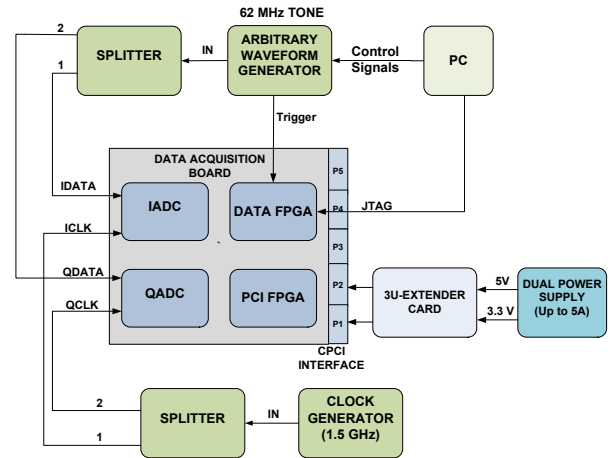 62 MHz TONE
2
1
SPLITTER
IN
ARBITRARY
WAVEFORM
GENERATOR
Control
Signals
PC
Trigger
DATA ACQUISITION
BOARD
P5
IDATA
IADC
DATA FPGA
P4
JTAG
ICLK
P3
QDATA
QADC
PCI FPGA
P2
3U-EXTENDER
CARD
5V
3.3 V
DUAL POWER
SUPPLY
(Up to 5A)
QCLK
P1
CPCI
INTERFACE
2
1
SPLITTER
IN
CLOCK
GENERATOR
(1.5 GHz)